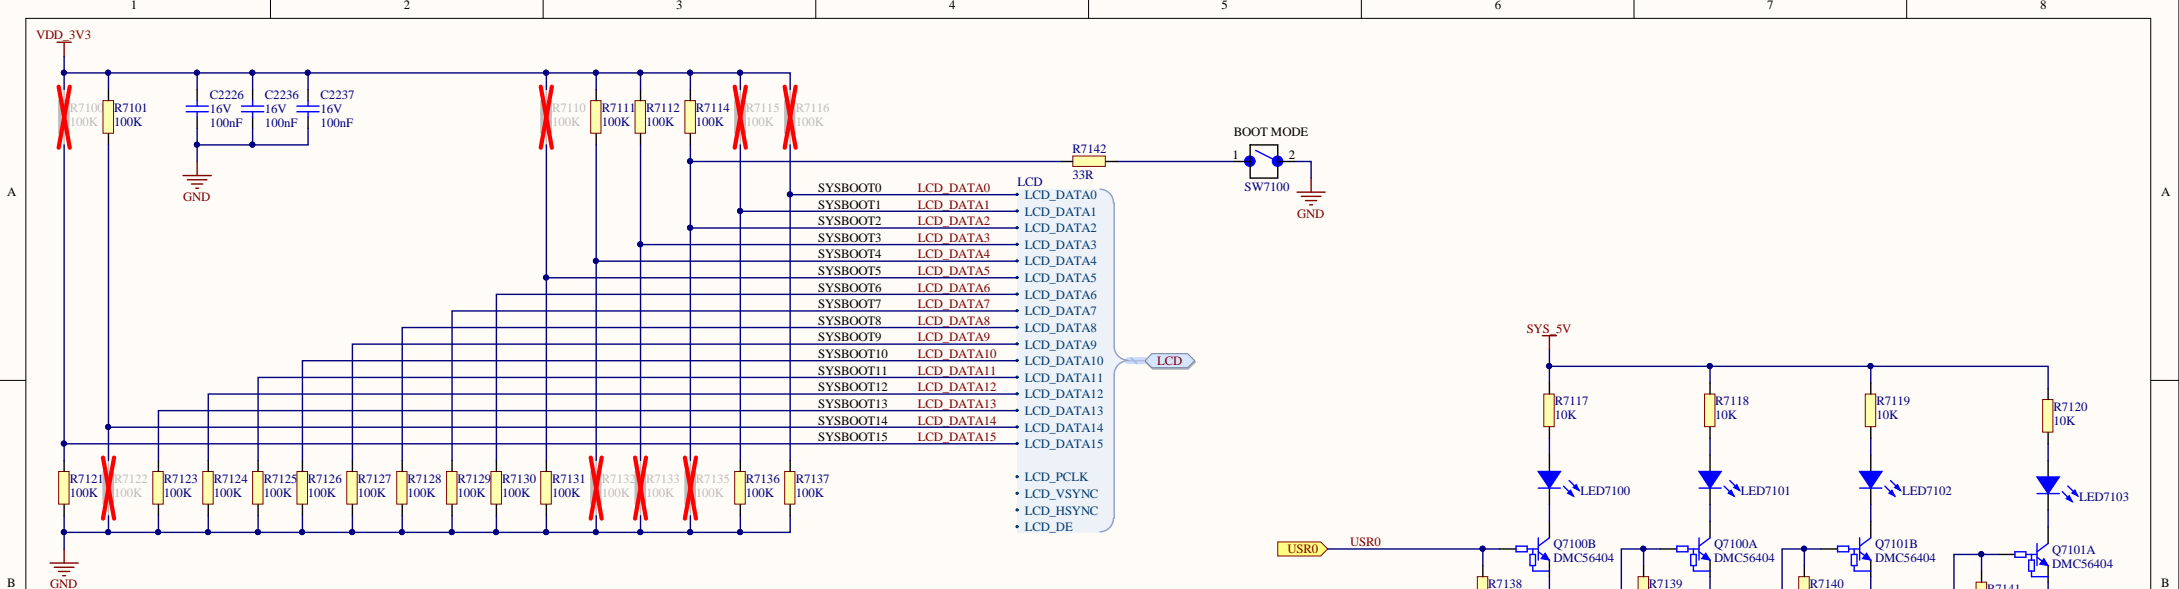 1 2 3 4 5 6 7 8
VDD_3V3
R7100 R7101 C2226 C2236 C2237 R7110 R7111 R7112 R7114 R7115 R7116
100K 100K 16V 16V 16V 100K 100K 100K 100K 100K 100K
100nF 100nF 100nF
BOOT MODE
R7142 1 2
33R
SW7100
A GND GND A
LCD
SYSBOOT0 LCD_DATA0 LCD_DATA0
SYSBOOT1 LCD_DATA1 LCD_DATA1
SYSBOOT2 LCD_DATA2 LCD_DATA2
SYSBOOT3 LCD_DATA3 LCD_DATA3
SYSBOOT4 LCD_DATA4 LCD_DATA4
SYSBOOT5 LCD_DATA5 LCD_DATA5
SYSBOOT6 LCD_DATA6 LCD_DATA6
SYSBOOT7 LCD_DATA7 LCD_DATA7
SYSBOOT8 LCD_DATA8 LCD_DATA8
SYSBOOT9 LCD_DATA9 LCD_DATA9
SYSBOOT10 LCD_DATA10 LCD_DATA10
SYSBOOT11 LCD_DATA11 LCD_DATA11
SYSBOOT12 LCD_DATA12 LCD_DATA12
SYSBOOT13 LCD_DATA13 LCD_DATA13
SYSBOOT14 LCD_DATA14 LCD_DATA14
SYSBOOT15 LCD_DATA15 LCD_DATA15
LCD_PCLK
LCD_VSYNC
LCD_HSYNC
LCD_DE
LCD
R7121 R7122 R7123 R7124 R7125 R7126 R7127 R7128 R7129 R7130 R7131 R7132 R7133 R7135 R7136 R7137
100K 100K 100K 100K 100K 100K 100K 100K 100K 100K 100K 100K 100K 100K 100K 100K
GND
SYS_5V
R7117 R7118 R7119 R7120
10K 10K 10K 10K
LED7100 LED7101 LED7102 LED7103
USR0 USR0
Q7100B Q7100A Q7101B Q7101A
DMC56404 DMC56404 DMC56404 DMC56404
B R7138 R7139 R7140 R7141 B